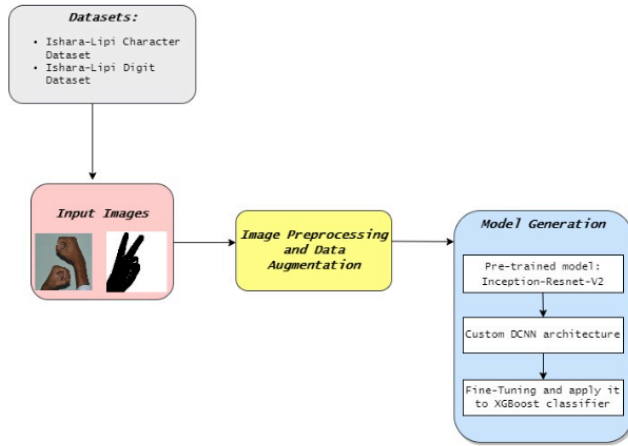 Datasets:
• Ishara-Lipi Character
Dataset
• Ishara-Lipi Digit
Dataset
Input Images
Image Preprocessing
and Data
Augmentation
Model Generation
Pre-trained model:
Inception-Resnet-V2
Custom DCNN architecture
Fine-Tuning and apply it
to XGBoost classifier